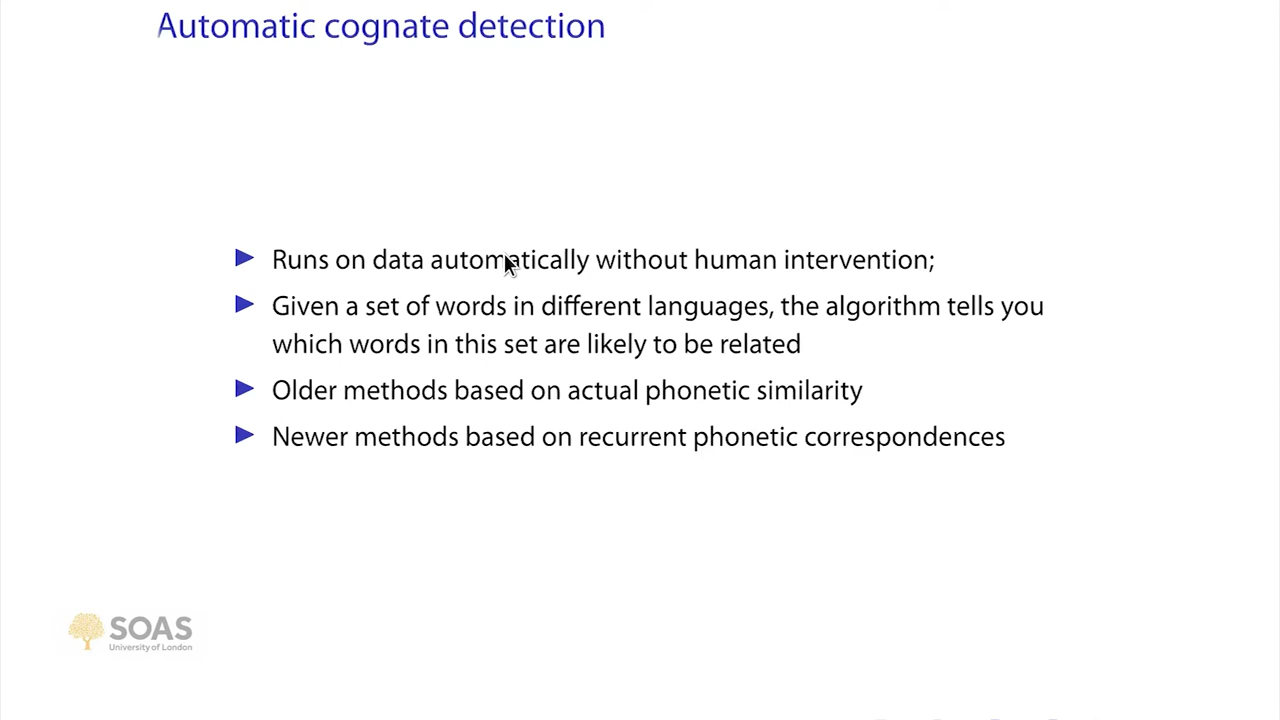 Automatic cognate detection
Runs on data automatically without human intervention;
Given a set of words in different languages, the algorithm tells you
which words in this set are likely to be related
Older methods based on actual phonetic similarity
Newer methods based on recurrent phonetic correspondences
SOAS
University of London